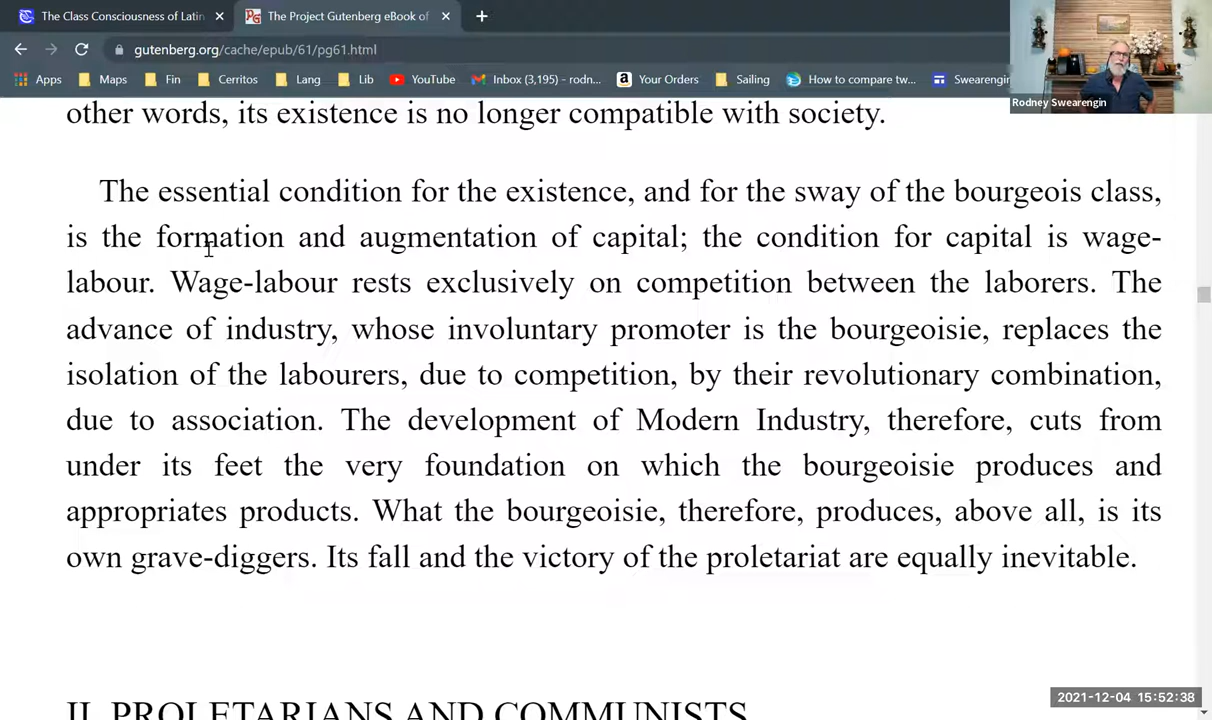 The Class Consciousness of Latin
The Project Gutenberg eBook of
gutenberg.org/cache/epub/61/pg61.html
Apps
Maps
Fin
Cerritos
Lang
Lib
YouTube
Inbox (3,195) - rodn...
Your Orders
Sailing
How to compare tw...
Swearengin
Rodney Swearengin
other words, its existence is no longer compatible with society.
The essential condition for the existence, and for the sway of the bourgeois class,
is the formation and augmentation of capital; the condition for capital is wage-
labour. Wage-labour rests exclusively on competition between the laborers. The
advance of industry, whose involuntary promoter is the bourgeoisie, replaces the
isolation of the labourers, due to competition, by their revolutionary combination,
due to association. The development of Modern Industry, therefore, cuts from
under its feet the very foundation on which the bourgeoisie produces and
appropriates products. What the bourgeoisie, therefore, produces, above all, is its
own grave-diggers. Its fall and the victory of the proletariat are equally inevitable.
II. PROLETARIANS AND COMMUNISTS
2021-12-04 15:52:38